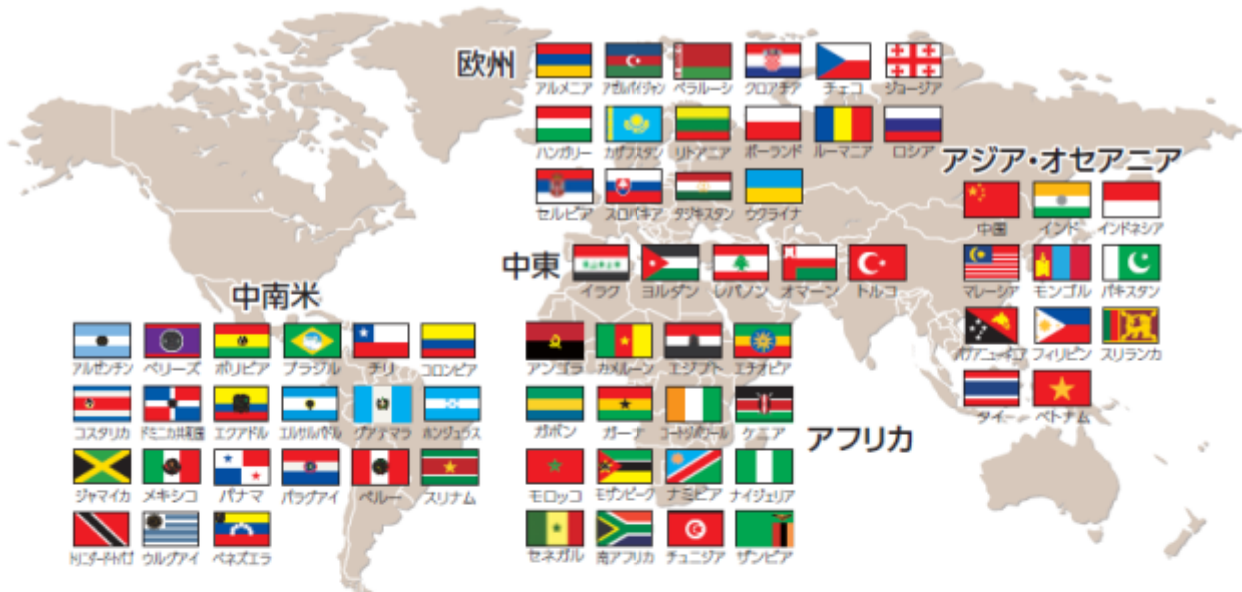 欧州
アルメニア アゼルバイジャン ベラルーシ クロアチア チェコ ジョージア
ハンガリー カザフスタン リトアニア ポーランド ルーマニア ロシア
セルビア スロバキア タジキスタン ウクライナ
アジア・オセアニア
中国 インド インドネシア
マレーシア モンゴル パキスタン
パプアニューギニア フィリピン スリランカ
タイ ベトナム
中東
イラク ヨルダン レバノン オマーン トルコ
中南米
アルゼンチン ベリーズ ボリビア ブラジル チリ コロンビア
コスタリカ ドミニカ共和国 エクアドル エルサルバドル グアテマラ ホンジュラス
ジャマイカ メキシコ パナマ パラグアイ ペルー スリナム
トリニダード・トバゴ ウルグアイ ベネズエラ
アフリカ
アンゴラ カメルーン エジプト エチオピア
ガボン ガーナ コートジボワール ケニア
モロッコ モザンビーク ナミビア ナイジェリア
セネガル 南アフリカ チュニジア ザンビア